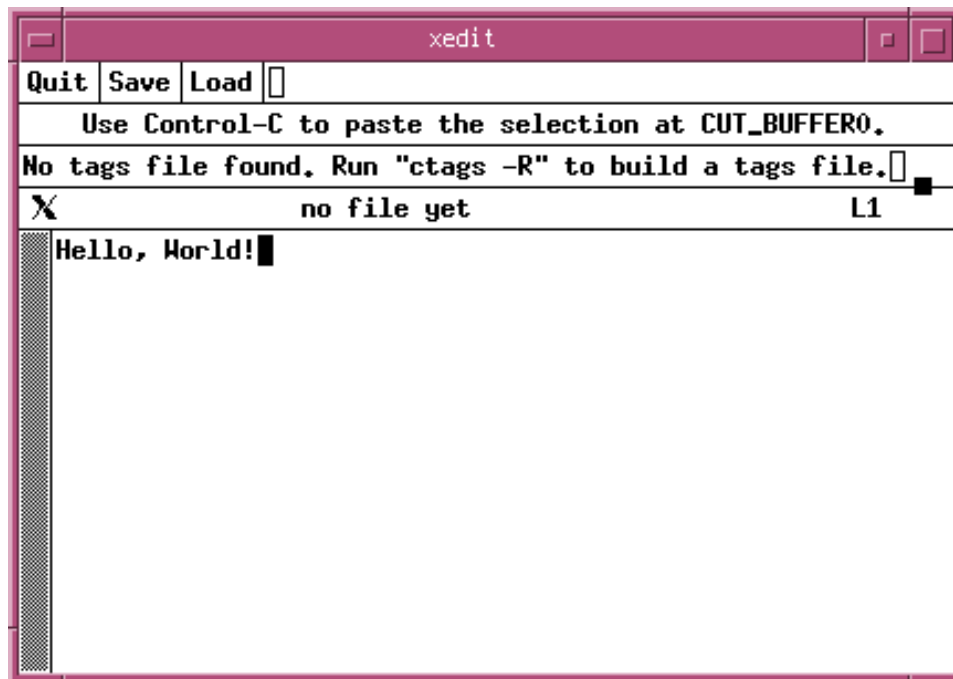 xedit
Quit Save Load
Use Control-C to paste the selection at CUT_BUFFER0.
No tags file found. Run "ctags -R" to build a tags file.
X no file yet L1
Hello, World!